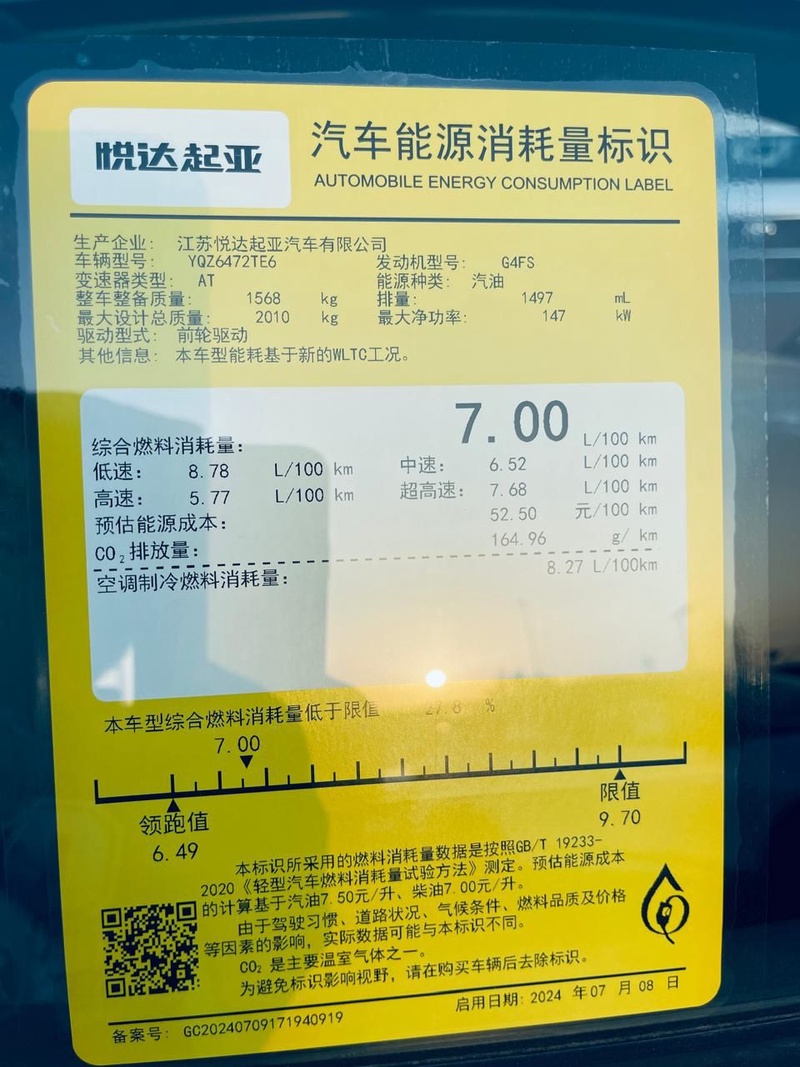 悦达起亚
汽车能源消耗量标识
AUTOMOBILE ENERGY CONSUMPTION LABEL
生产企业: 江苏悦达起亚汽车有限公司
车辆型号: YQZ6472TE6 发动机型号: G4FS
变速器类型: AT 能源种类: 汽油
整车整备质量: 1568 kg 排量: 1497 mL
最大设计总质量: 2010 kg 最大净功率: 147 kW
驱动型式: 前轮驱动
其他信息: 本车型能耗基于新的WLTC工况。
综合燃料消耗量: 7.00 L/100 km
低速: 8.78 L/100 km 中速: 6.52 L/100 km
高速: 5.77 L/100 km 超高速: 7.68 L/100 km
预估能源成本: 52.50 元/100 km
CO₂排放量: 164.96 g/ km
空调制冷燃料消耗量: 8.27 L/100km
本车型综合燃料消耗量低于限值 27.8 %
7.00
领跑值
6.49
限值
9.70
本标识所采用的燃料消耗量数据是按照GB/T 19233-
2020《轻型汽车燃料消耗量试验方法》测定。预估能源成本
的计算基于汽油7.50元/升、柴油7.00元/升。
由于驾驶习惯、道路状况、气候条件、燃料品质及价格
等因素的影响，实际数据可能与本标识不同。
CO₂ 是主要温室气体之一。
为避免标识影响视野，请在购买车辆后去除标识。
备案号: GC20240709171940919
启用日期: 2024 年 07 月 08 日